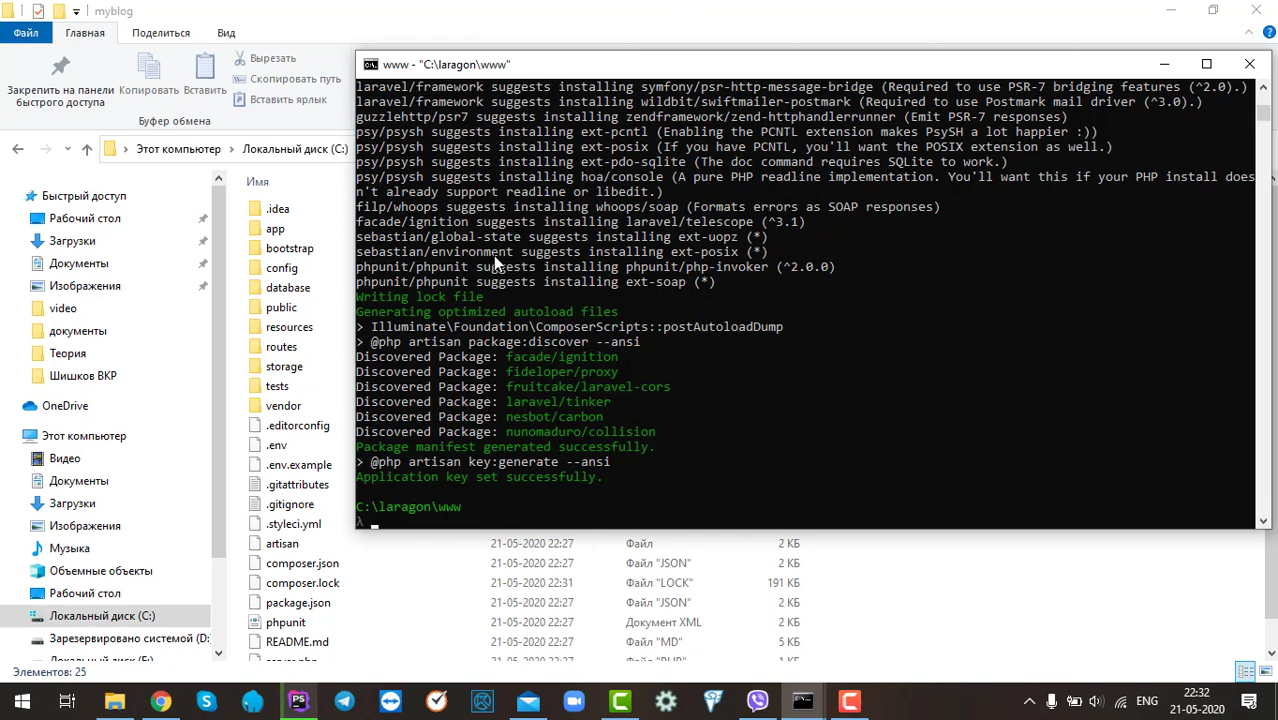 myblog
Файл
Главная
Поделиться
Вид
Закрепить на панели
быстрого доступа
Копировать
Вставить
Вырезать
Скопировать путь
Вставить ярлык
Буфер обмена
Этот компьютер
Локальный диск (C:)
Быстрый доступ
Рабочий стол
Загрузки
Документы
Изображения
video
документы
Теория
Шишков ВКР
OneDrive
Этот компьютер
Видео
Документы
Загрузки
Изображения
Музыка
Объемные объекты
Рабочий стол
Локальный диск (C:)
Зарезервировано системой (D:
Локальный диск (E:)
Имя
.idea
app
bootstrap
config
database
public
resources
routes
storage
tests
vendor
.editorconfig
.env
.env.example
.gitattributes
.gitignore
.styleci.yml
artisan 21-05-2020 22:27 Файл 2 КБ
composer.json 21-05-2020 22:27 Файл "JSON" 2 КБ
composer.lock 21-05-2020 22:31 Файл "LOCK" 191 КБ
package.json 21-05-2020 22:27 Файл "JSON" 2 КБ
phpunit 21-05-2020 22:27 Документ XML 2 КБ
README.md 21-05-2020 22:27 Файл "MD" 5 КБ
server.php 21-05-2020 22:27 Файл "PHP" 1 КБ
www - "C:\laragon\www"
laravel/framework suggests installing symfony/psr-http-message-bridge (Required to use PSR-7 bridging features (^2.0).)
laravel/framework suggests installing wildbit/swiftmailer-postmark (Required to use Postmark mail driver (^3.0).)
guzzlehttp/psr7 suggests installing zendframework/zend-httphandlerrunner (Emit PSR-7 responses)
psy/psysh suggests installing ext-pcntl (Enabling the PCNTL extension makes PsySH a lot happier :))
psy/psysh suggests installing ext-posix (If you have PCNTL, you'll want the POSIX extension as well.)
psy/psysh suggests installing ext-pdo-sqlite (The doc command requires SQLite to work.)
psy/psysh suggests installing hoa/console (A pure PHP readline implementation. You'll want this if your PHP install does
n't already support readline or libedit.)
filp/whoops suggests installing whoops/soap (Formats errors as SOAP responses)
facade/ignition suggests installing laravel/telescope (^3.1)
sebastian/global-state suggests installing ext-uopz (*)
sebastian/environment suggests installing ext-posix (*)
phpunit/phpunit suggests installing phpunit/php-invoker (^2.0.0)
phpunit/phpunit suggests installing ext-soap (*)
Writing lock file
Generating optimized autoload files
> Illuminate\Foundation\ComposerScripts::postAutoloadDump
> @php artisan package:discover --ansi
Discovered Package: facade/ignition
Discovered Package: fideloper/proxy
Discovered Package: fruitcake/laravel-cors
Discovered Package: laravel/tinker
Discovered Package: nesbot/carbon
Discovered Package: nunomaduro/collision
Package manifest generated successfully.
> @php artisan key:generate --ansi
Application key set successfully.
C:\laragon\www
λ
Элементов: 25
ENG
22:32
21-05-2020